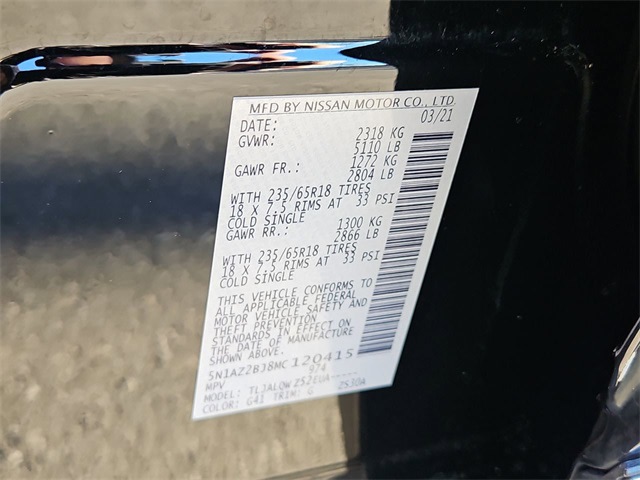 MFD BY NISSAN MOTOR CO., LTD.
DATE: 03/21
GVWR: 2318 KG
5110 LB
GAWR FR.: 1272 KG
2804 LB
WITH 235/65R18 TIRES
18 X 7.5 RIMS AT 33 PSI
COLD SINGLE
GAWR RR.: 1300 KG
2866 LB
WITH 235/65R18 TIRES
18 X 7.5 RIMS AT 33 PSI
COLD SINGLE
THIS VEHICLE CONFORMS TO
ALL APPLICABLE FEDERAL
MOTOR VEHICLE SAFETY AND
THEFT PREVENTION
STANDARDS IN EFFECT ON
THE DATE OF MANUFACTURE
SHOWN ABOVE.
5N1AZ2BJ8MC120415
MPV 974
MODEL: Z52EUA-----
COLOR: G41 TRIM: G ZS30A